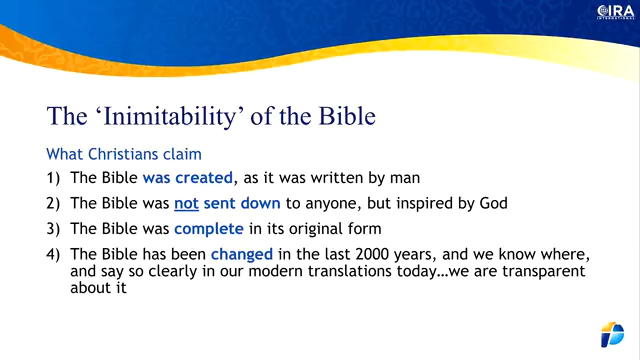 CIRA
INTERNATIONAL
The ‘Inimitability’ of the Bible
What Christians claim
1) The Bible was created, as it was written by man
2) The Bible was not sent down to anyone, but inspired by God
3) The Bible was complete in its original form
4) The Bible has been changed in the last 2000 years, and we know where,
and say so clearly in our modern translations today…we are transparent
about it